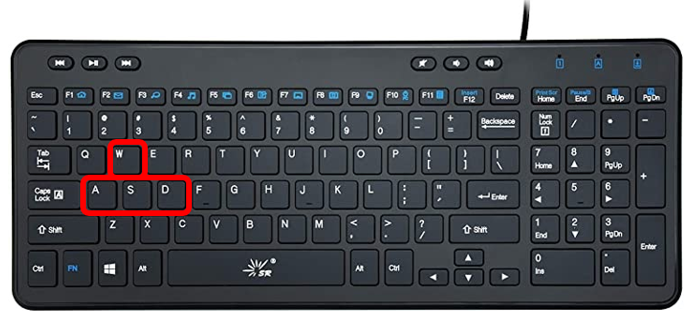 Esc F1 F2 F3 F4 F5 F6 F7 F8 F9 F10 F11 Insert F12 Delete Print Scr Home End PgUp PgDn
~ ` ! 1 @ 2 # 3 $ 4 % 5 ^ 6 & 7 * 8 ( 9 ) 0 _ - + = Backspace Num Lock / * -
Tab Q W E R T Y U I O P { [ } ] | \ 7 Home 8 9 PgUp +
Caps Lock A A S D F G H J K L : ; " ' Enter 4 5 6
Shift Z X C V B N M < , > . ? / Shift 1 End 2 3 PgDn Enter
Ctrl FN Alt SR ® Alt Ctrl 0 Ins . Del